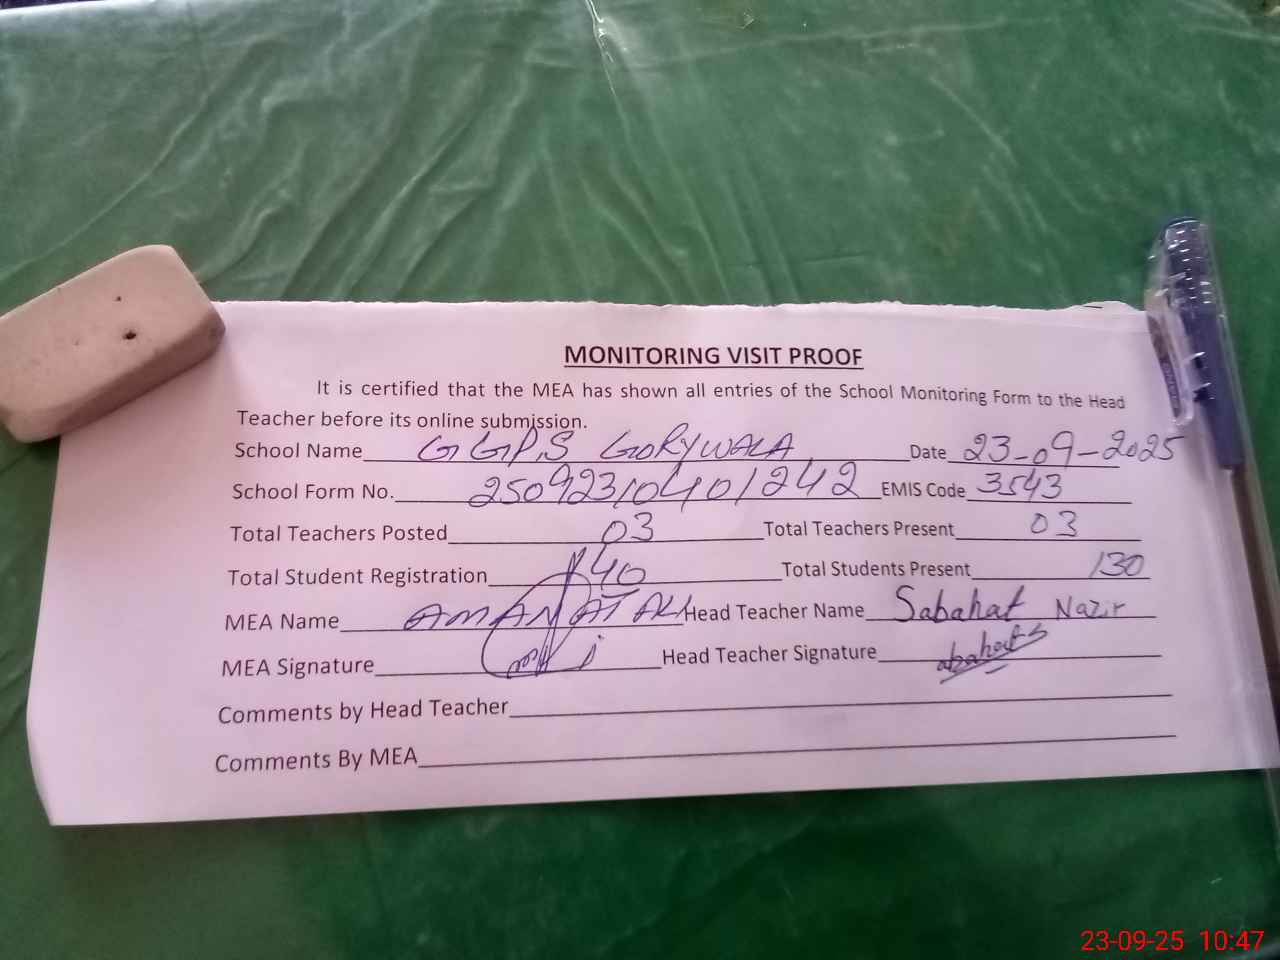 MONITORING VISIT PROOF
It is certified that the MEA has shown all entries of the School Monitoring Form to the Head
Teacher before its online submission.
School Name GGPS GORYWALA Date 23-09-2025
School Form No. 25092310401242 EMIS Code 3543
Total Teachers Posted 03 Total Teachers Present 03
Total Student Registration 140 Total Students Present 130
MEA Name AMANAT ALI Head Teacher Name Sabahat Nazir
MEA Signature Head Teacher Signature
Comments by Head Teacher
Comments By MEA
23-09-25 10:47